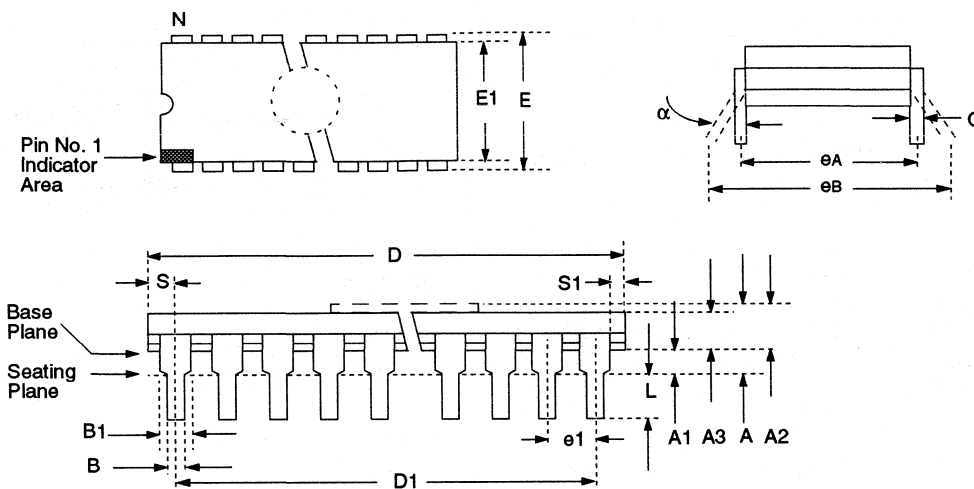 N
E1
E
Pin No. 1
Indicator
Area
α
C
eA
eB
D
S
S1
Base
Plane
Seating
Plane
L
B1
e1
A1
A3
A
A2
B
D1